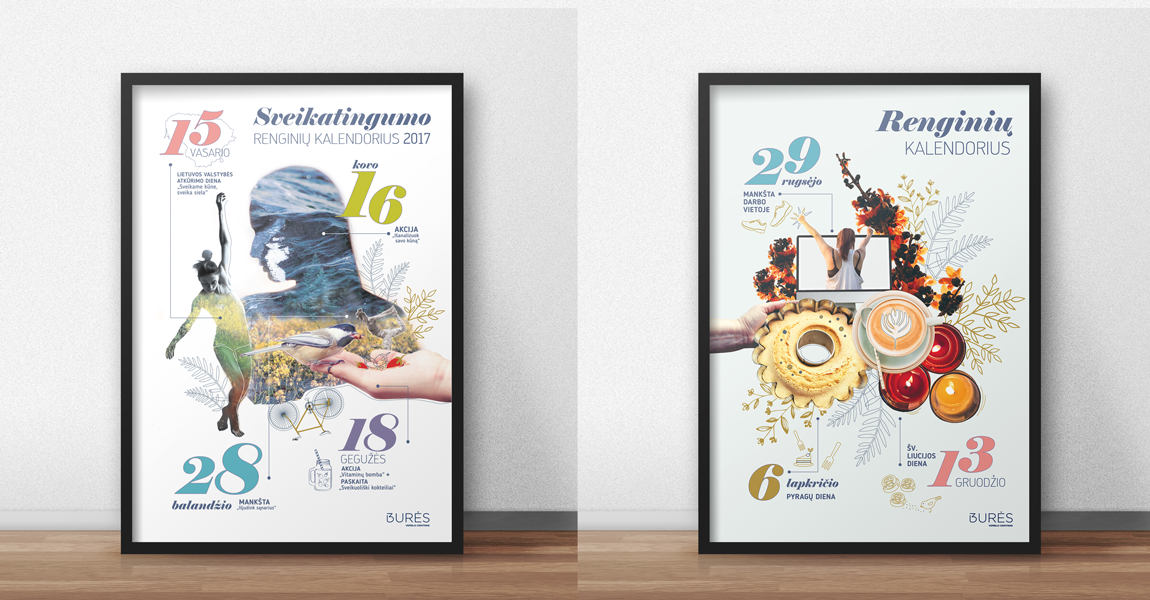 Sveikatingumo
RENGINIŲ KALENDORIUS 2017
15
VASARIO
LIETUVOS VALSTYBĖS
ATKŪRIMO DIENA
„Sveikame kūne,
sveika siela“
kovo
16
AKCIJA
„Išanalizuok
savo kūną“
18
GEGUŽĖS
AKCIJA
„Vitaminų bomba“ +
PASKAITA
„Sveikuoliški kokteiliai“
28
balandžio
MANKŠTA
„Išjudink sąnarius“
BURĖS
Renginių
KALENDORIUS
29
rugsėjo
MANKŠTA
DARBO
VIETOJE
6
lapkričio
PYRAGŲ DIENA
ŠV.
LIUCIJOS
DIENA
13
GRUODŽIO
BURĖS